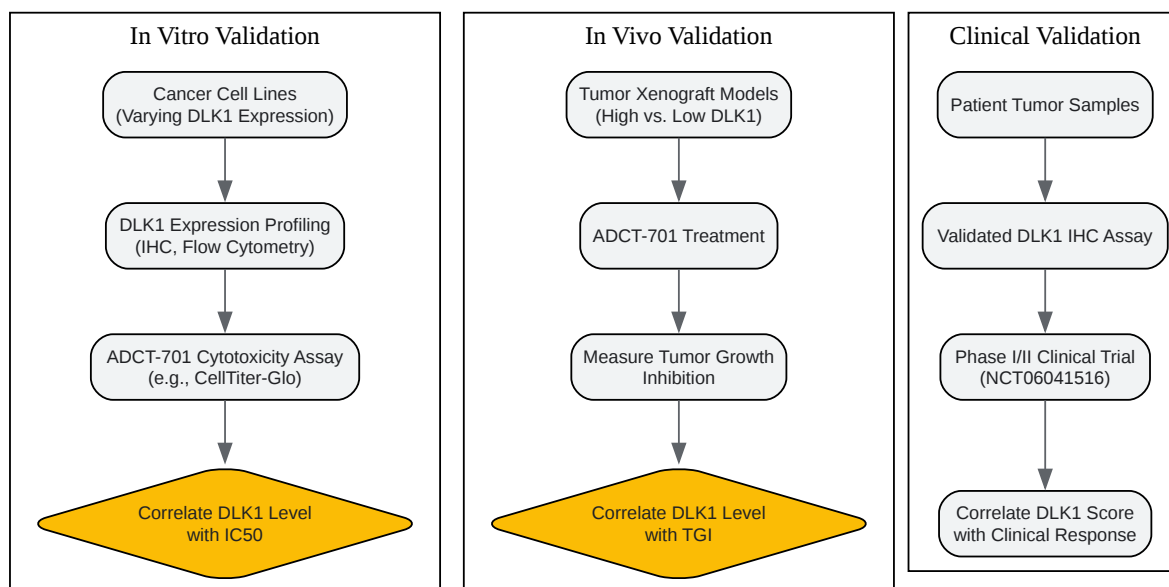 In Vitro Validation
Cancer Cell Lines
(Varying DLK1 Expression)
DLK1 Expression Profiling
(IHC, Flow Cytometry)
ADCT-701 Cytotoxicity Assay
(e.g., CellTiter-Glo)
Correlate DLK1 Level
with IC50
In Vivo Validation
Tumor Xenograft Models
(High vs. Low DLK1)
ADCT-701 Treatment
Measure Tumor Growth
Inhibition
Correlate DLK1 Level
with TGI
Clinical Validation
Patient Tumor Samples
Validated DLK1 IHC Assay
Phase I/II Clinical Trial
(NCT06041516)
Correlate DLK1 Score
with Clinical Response